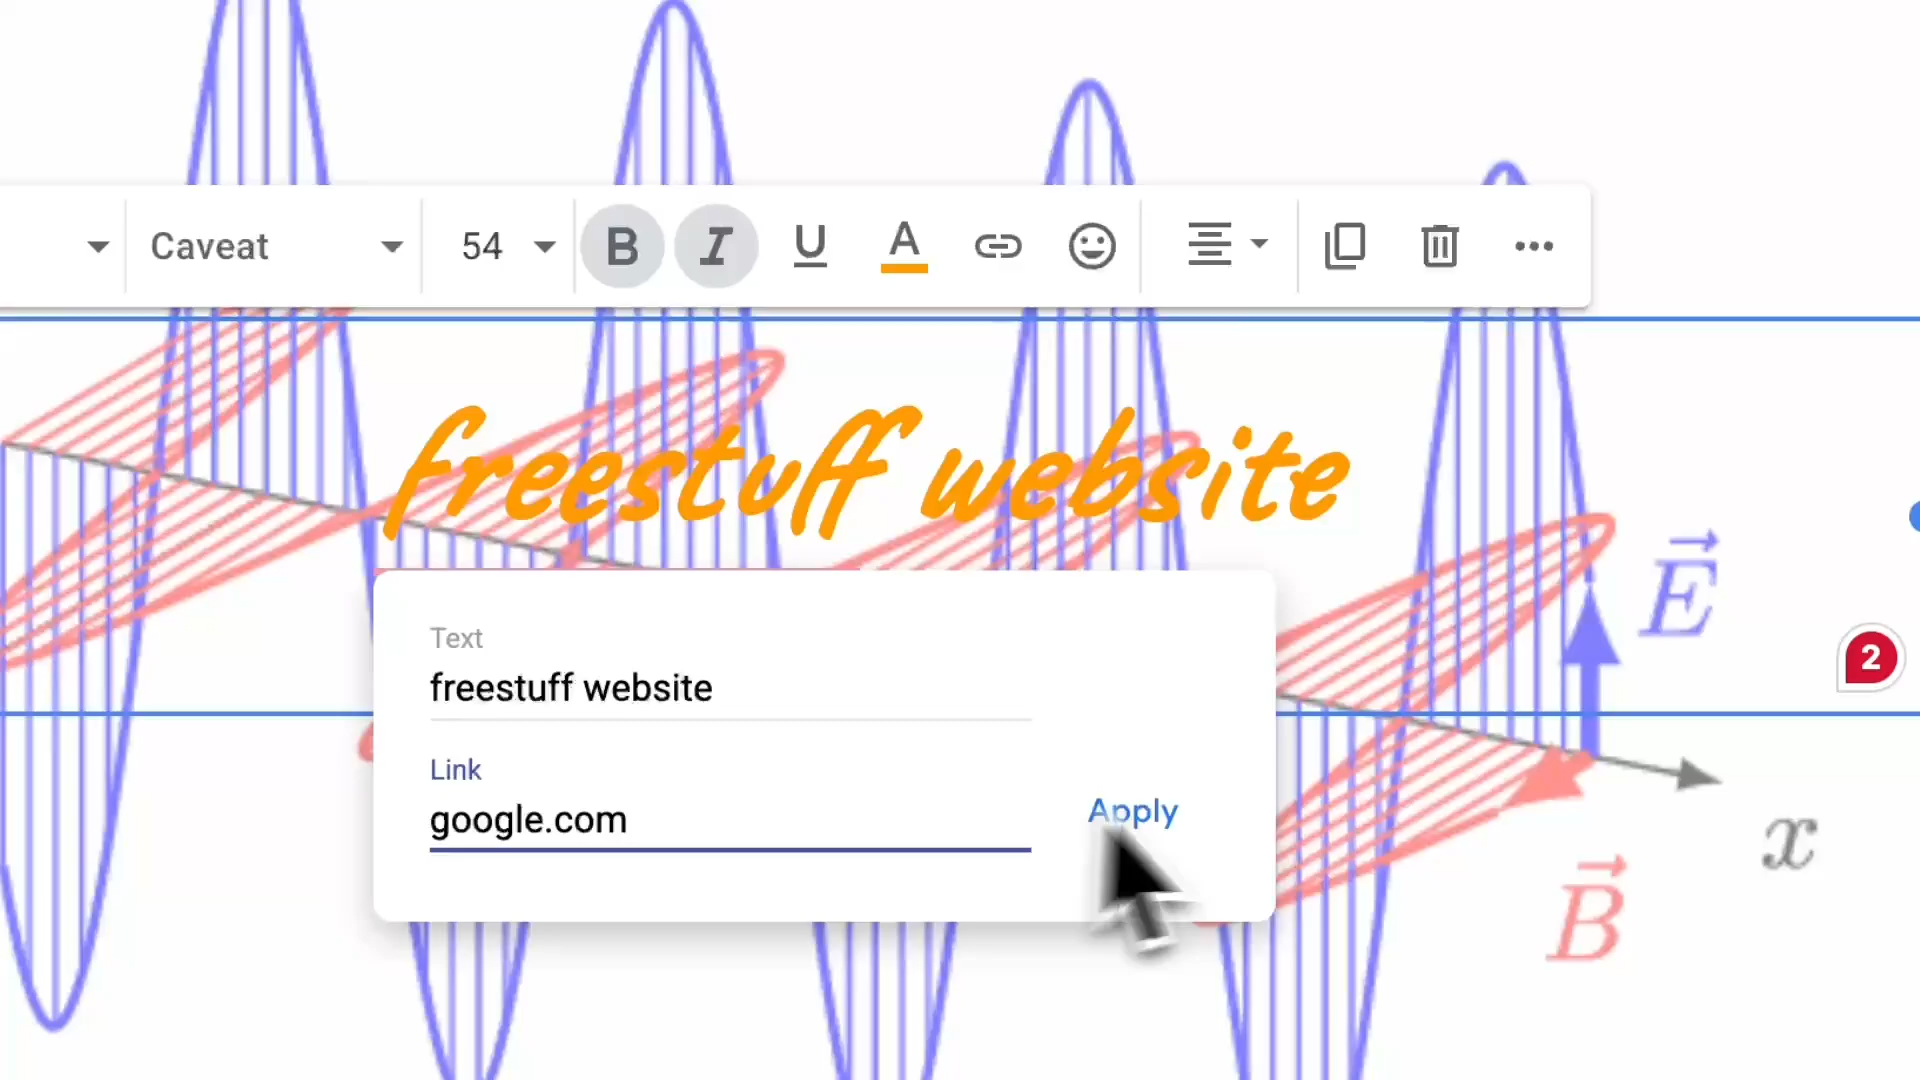 Caveat 54 B I U A
freestuff website
Text
freestuff website
Link
google.com
Apply
E
2
x
B